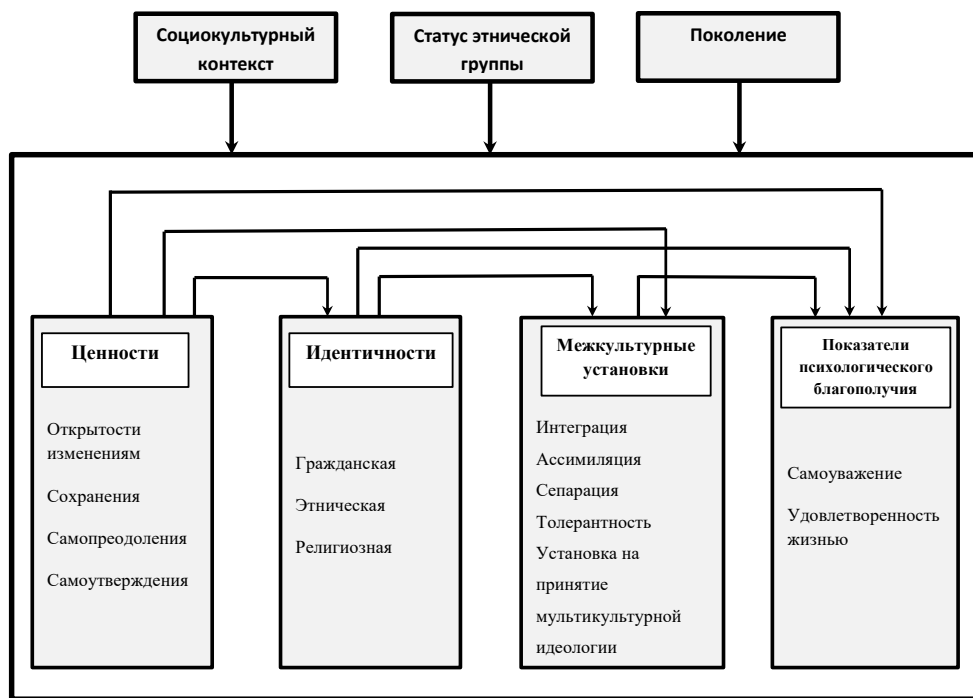 Социокультурный
контекст
Статус этнической
группы
Поколение
Ценности
Открытости
изменениям
Сохранения
Самопреодоления
Самоутверждения
Идентичности
Гражданская
Этническая
Религиозная
Межкультурные
установки
Интеграция
Ассимиляция
Сепарация
Толерантность
Установка на
принятие
мультикультурной
идеологии
Показатели
психологического
благополучия
Самоуважение
Удовлетворенность
жизнью